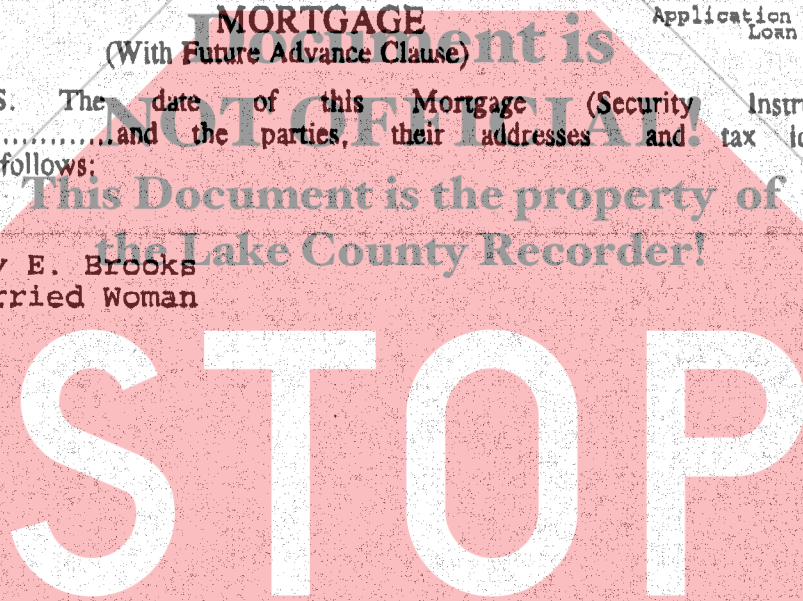 MORTGAGE
Application
Loan
(With Future Advance Clause)
Document is
S. The date of this Mortgage (Security Instr
NOT OFFICIAL!
.............and the parties, their addresses and tax id
follows:
This Document is the property of
the Lake County Recorder!
y E. Brooks
rried Woman
STOP